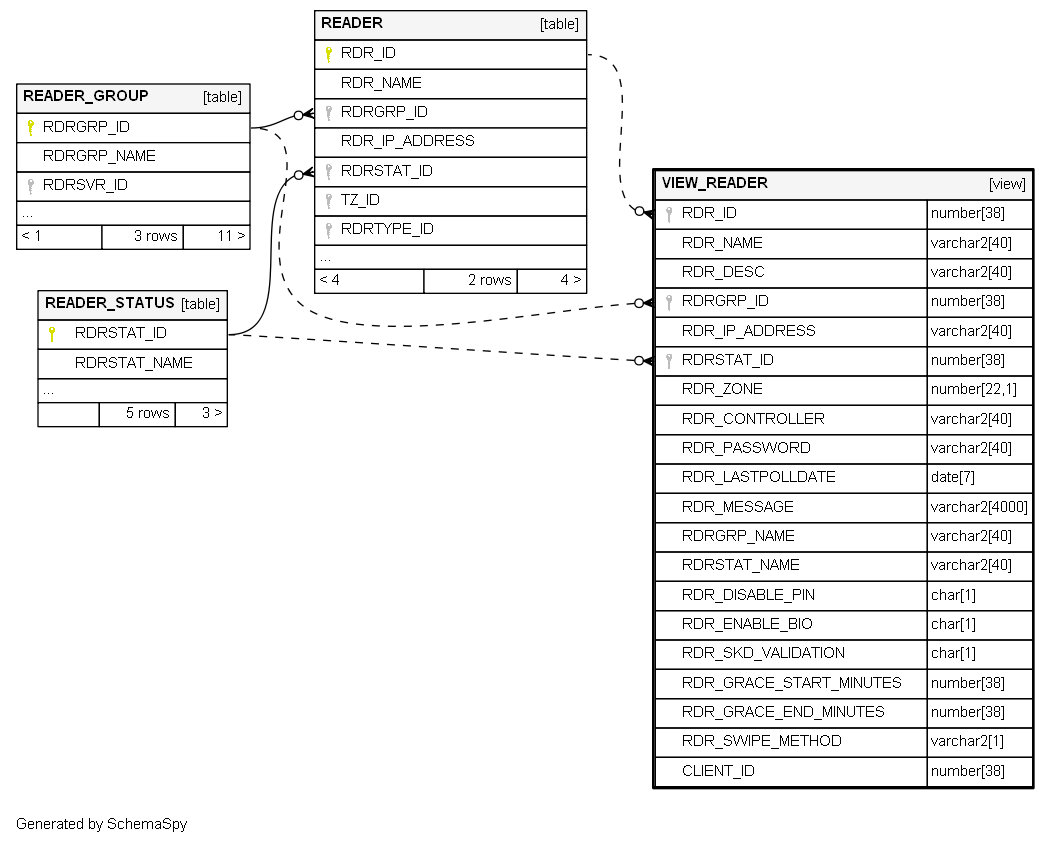 READER [table]
RDR_ID
RDR_NAME
RDRGRP_ID
RDR_IP_ADDRESS
RDRSTAT_ID
TZ_ID
RDRTYPE_ID
...
< 4 2 rows 4 >
READER_GROUP [table]
RDRGRP_ID
RDRGRP_NAME
RDRSVR_ID
...
< 1 3 rows 11 >
READER_STATUS [table]
RDRSTAT_ID
RDRSTAT_NAME
...
5 rows 3 >
VIEW_READER [view]
RDR_ID number[38]
RDR_NAME varchar2[40]
RDR_DESC varchar2[40]
RDRGRP_ID number[38]
RDR_IP_ADDRESS varchar2[40]
RDRSTAT_ID number[38]
RDR_ZONE number[22,1]
RDR_CONTROLLER varchar2[40]
RDR_PASSWORD varchar2[40]
RDR_LASTPOLLDATE date[7]
RDR_MESSAGE varchar2[4000]
RDRGRP_NAME varchar2[40]
RDRSTAT_NAME varchar2[40]
RDR_DISABLE_PIN char[1]
RDR_ENABLE_BIO char[1]
RDR_SKD_VALIDATION char[1]
RDR_GRACE_START_MINUTES number[38]
RDR_GRACE_END_MINUTES number[38]
RDR_SWIPE_METHOD varchar2[1]
CLIENT_ID number[38]
Generated by SchemaSpy